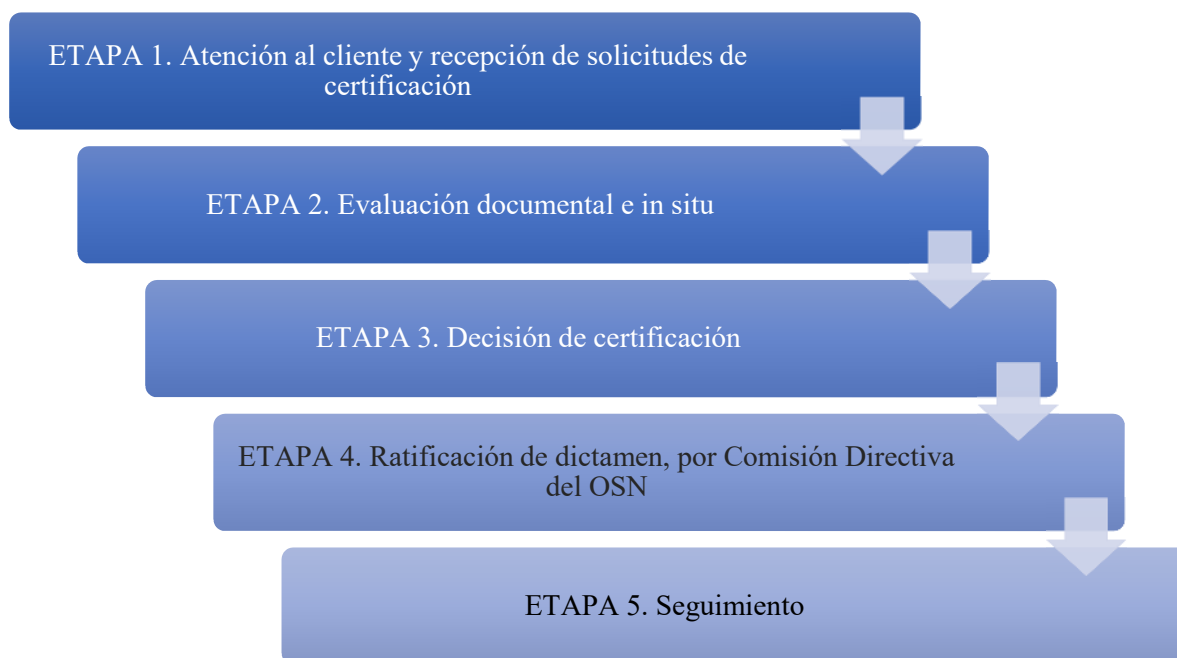 ETAPA 1. Atención al cliente y recepción de solicitudes de
certificación
ETAPA 2. Evaluación documental e in situ
ETAPA 3. Decisión de certificación
ETAPA 4. Ratificación de dictamen, por Comisión Directiva
del OSN
ETAPA 5. Seguimiento